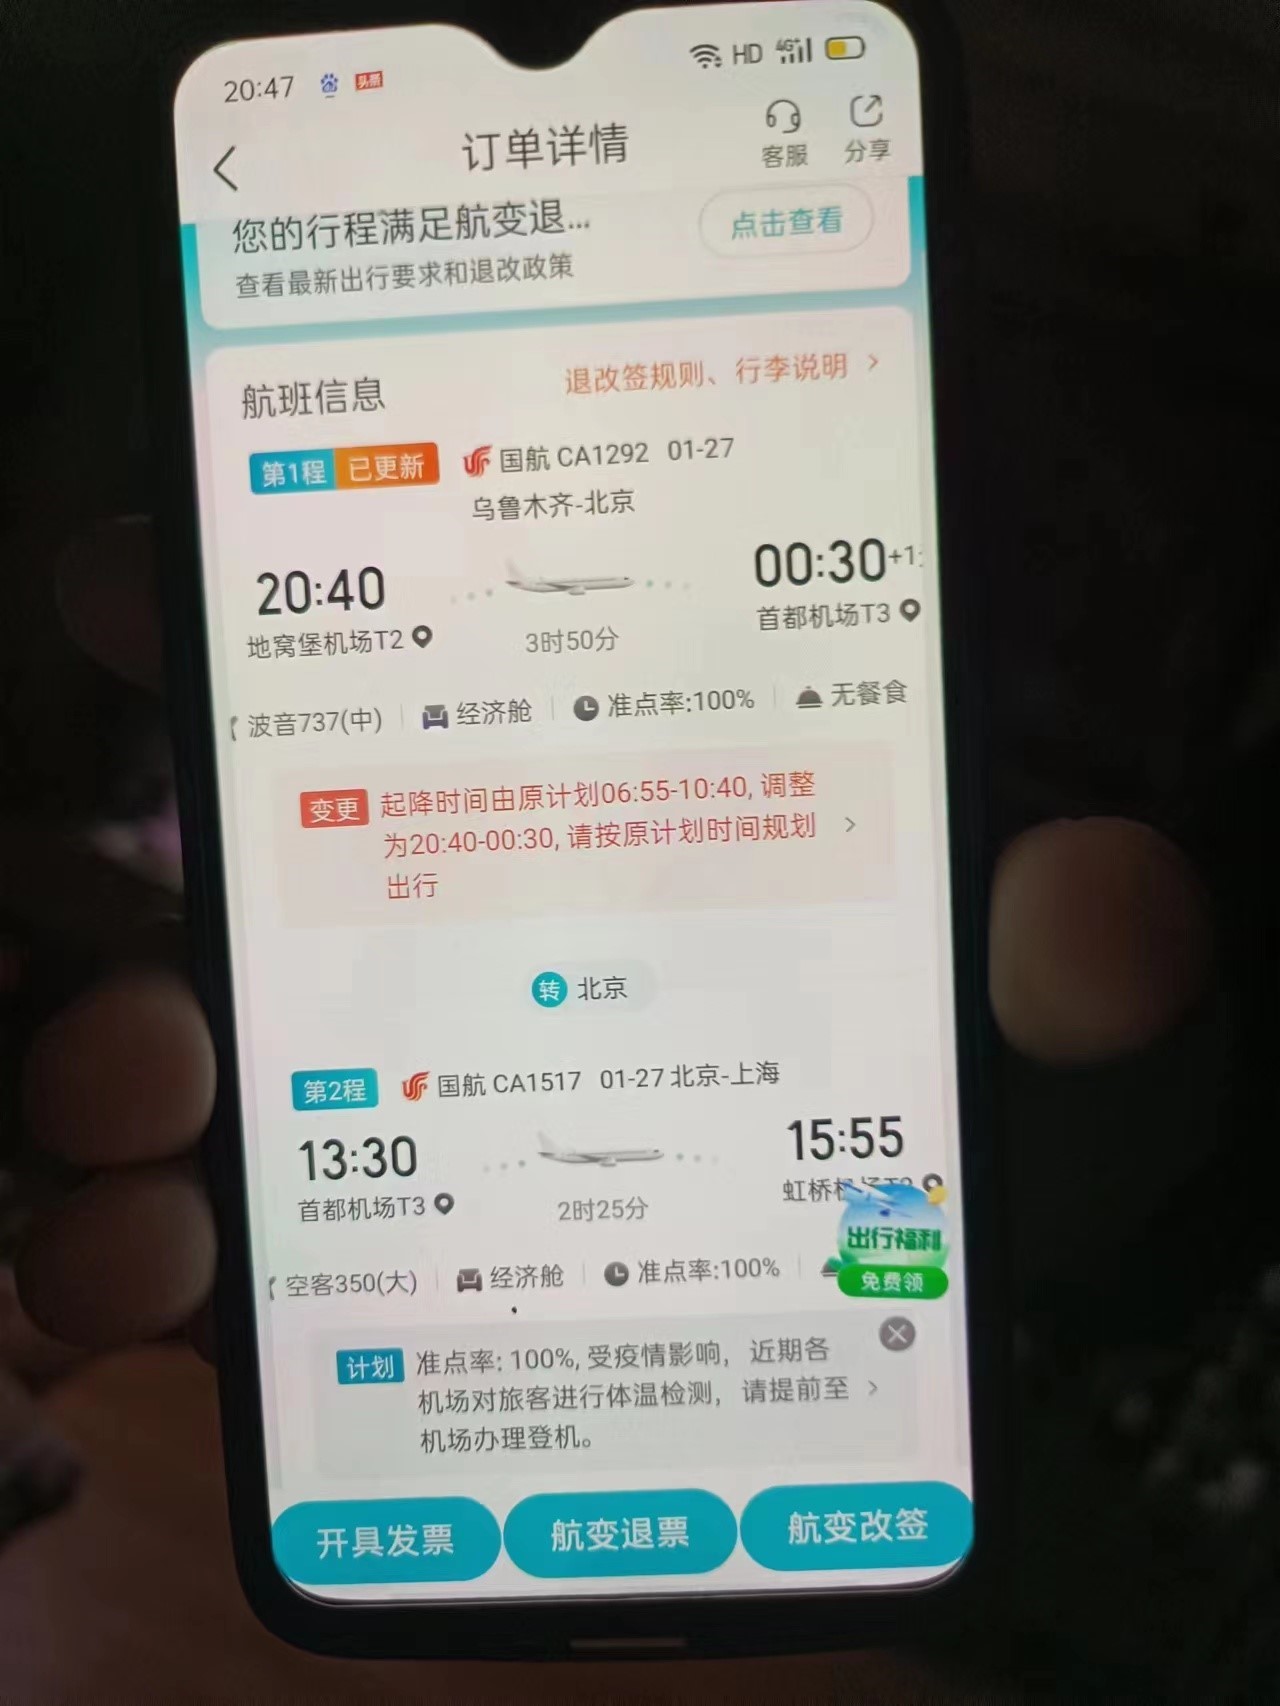 20:47 头条 HD 4G+
订单详情
客服 分享
您的行程满足航变退...
点击查看
查看最新出行要求和退改政策
航班信息
退改签规则、行李说明 >
第1程 已更新 国航 CA1292 01-27
乌鲁木齐-北京
20:40 00:30+1
地窝堡机场T2 3时50分 首都机场T3
波音737(中) 经济舱 准点率:100% 无餐食
变更 起降时间由原计划06:55-10:40, 调整
为20:40-00:30, 请按原计划时间规划
出行
转 北京
第2程 国航 CA1517 01-27 北京-上海
13:30 15:55
首都机场T3 2时25分 虹桥机场
出行福利
免费领
空客350(大) 经济舱 准点率:100%
计划 准点率: 100%, 受疫情影响，近期各
机场对旅客进行体温检测，请提前至
机场办理登机。
开具发票 航变退票 航变改签